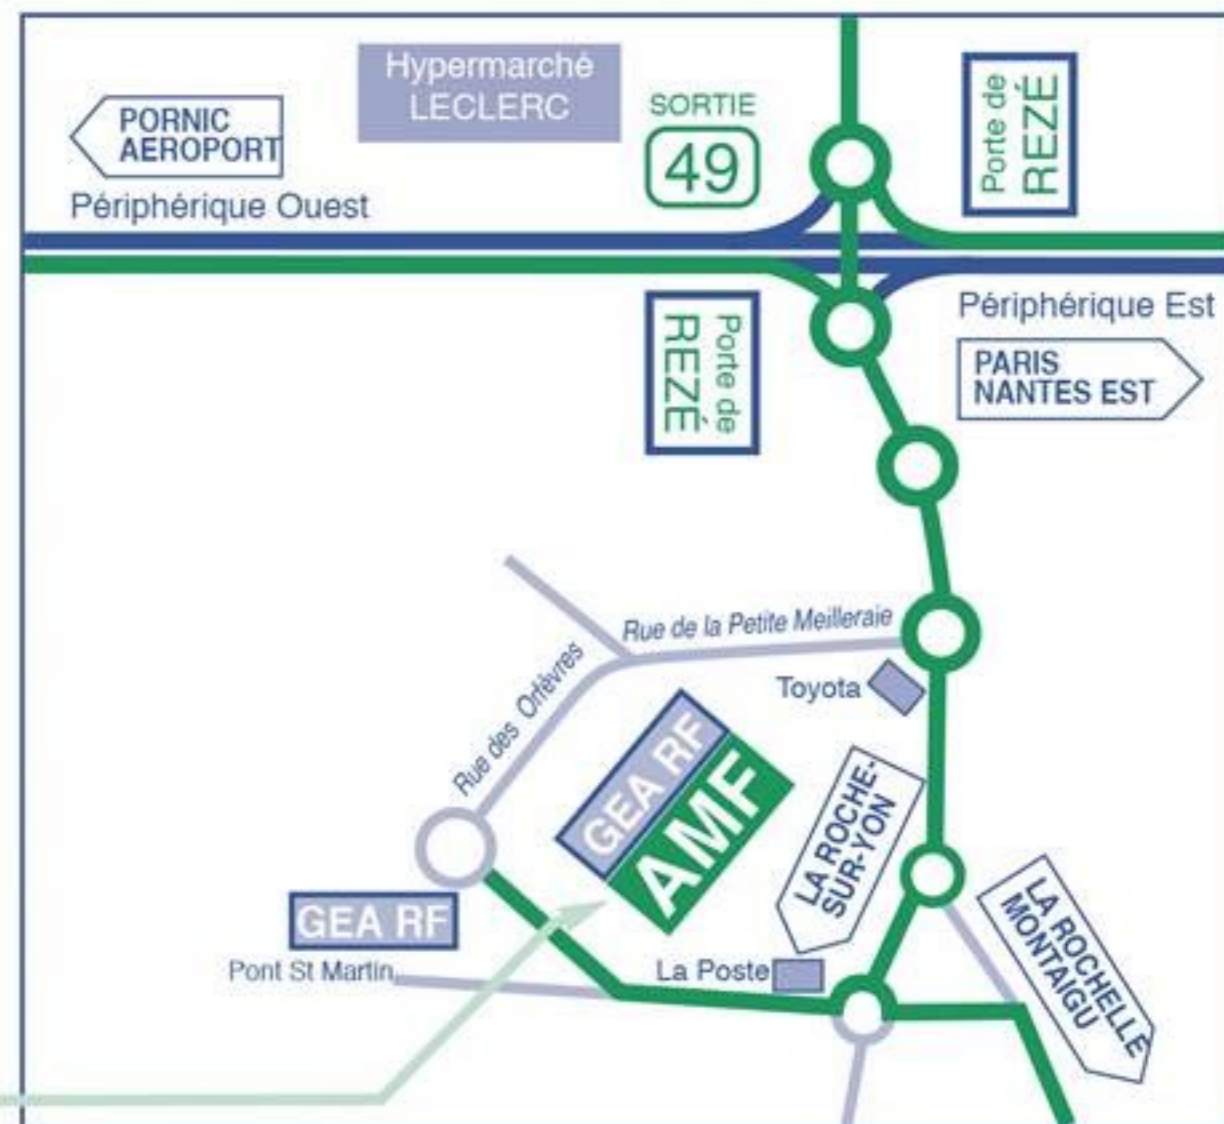 Hypermarché
LECLERC
SORTIE
49
Porte de
REZÉ
PORNIC
AEROPORT
Périphérique Ouest
Porte de
REZÉ
Périphérique Est
PARIS
NANTES EST
Rue de la Petite Meilleraie
Rue des Orfèvres
Toyota
GEA RF
AMF
LA ROCHE-
SUR-YON
LA ROCHELLE
MONTAIGU
GEA RF
Pont St Martin
La Poste